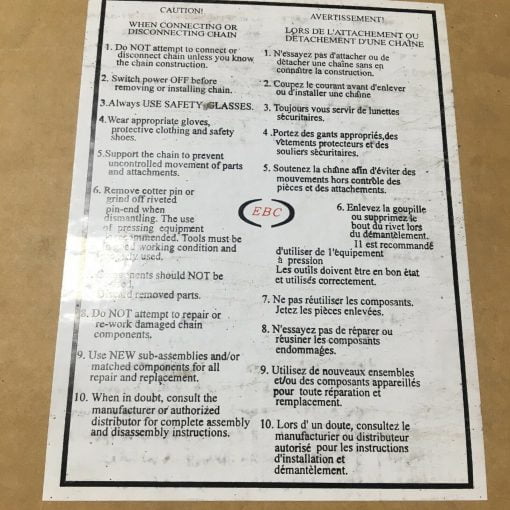 CAUTION!
WHEN CONNECTING OR
DISCONNECTING CHAIN
1. Do NOT attempt to connect or
disconnect chain unless you know
the chain construction.
2. Switch power OFF before
removing or installing chain.
3.Always USE SAFETY GLASSES.
4.Wear appropriate gloves,
protective clothing and safety
shoes.
5.Support the chain to prevent
uncontrolled movement of parts
and attachments.
6. Remove cotter pin or
grind off riveted
pin-end when
dismantling. The use
of pressing equipment
Tools must be
working condition and
used.
should NOT be
removed parts.
8. Do NOT attempt to repair or
re-work damaged chain
components.
9. Use NEW sub-assemblies and/or
matched components for all
repair and replacement.
10. When in doubt, consult the
manufacturer or authorized
distributor for complete assembly
and disassembly instructions.
EBC
AVERTISSEMENT!
LORS DE L'ATTACHEMENT OU
DÉTACHEMENT D'UNE CHAÎNE
1. N'essayez pas d'attacher ou de
détacher une chaîne sans en
connaître la construction.
2. Coupez le courant avant d'enlever
ou d'installer une chaîne
3. Toujours vous servir de lunettes
sécuritaires.
4 .Portez des gants appropriés,des
vêtements protecteurs et des
souliers sécuritaires.
5. Soutenez la chaîne afin d'éviter des
mouvements hors contrôle des
pièces et des attachements.
6. Enlevez la goupille
ou supprimez le
bout du rivet lors
du démantèlement.
Il est recommandé
d'utiliser de l'équipement
à pression
Les outils doivent être en bon état
et utilisés correctement.
7. Ne pas réutiliser les composants.
Jetez les pièces enlevées.
8. N'essayez pas de réparer ou
réusiner les composants
endommagés.
9. Utilisez de nouveaux ensembles
et/ou des composants appareillés
pour toute réparation et
remplacement.
10. Lors d' un doute, consultez le
manufacturier ou distributeur
autorisé pour les instructions
d'installation et
démantèlement.